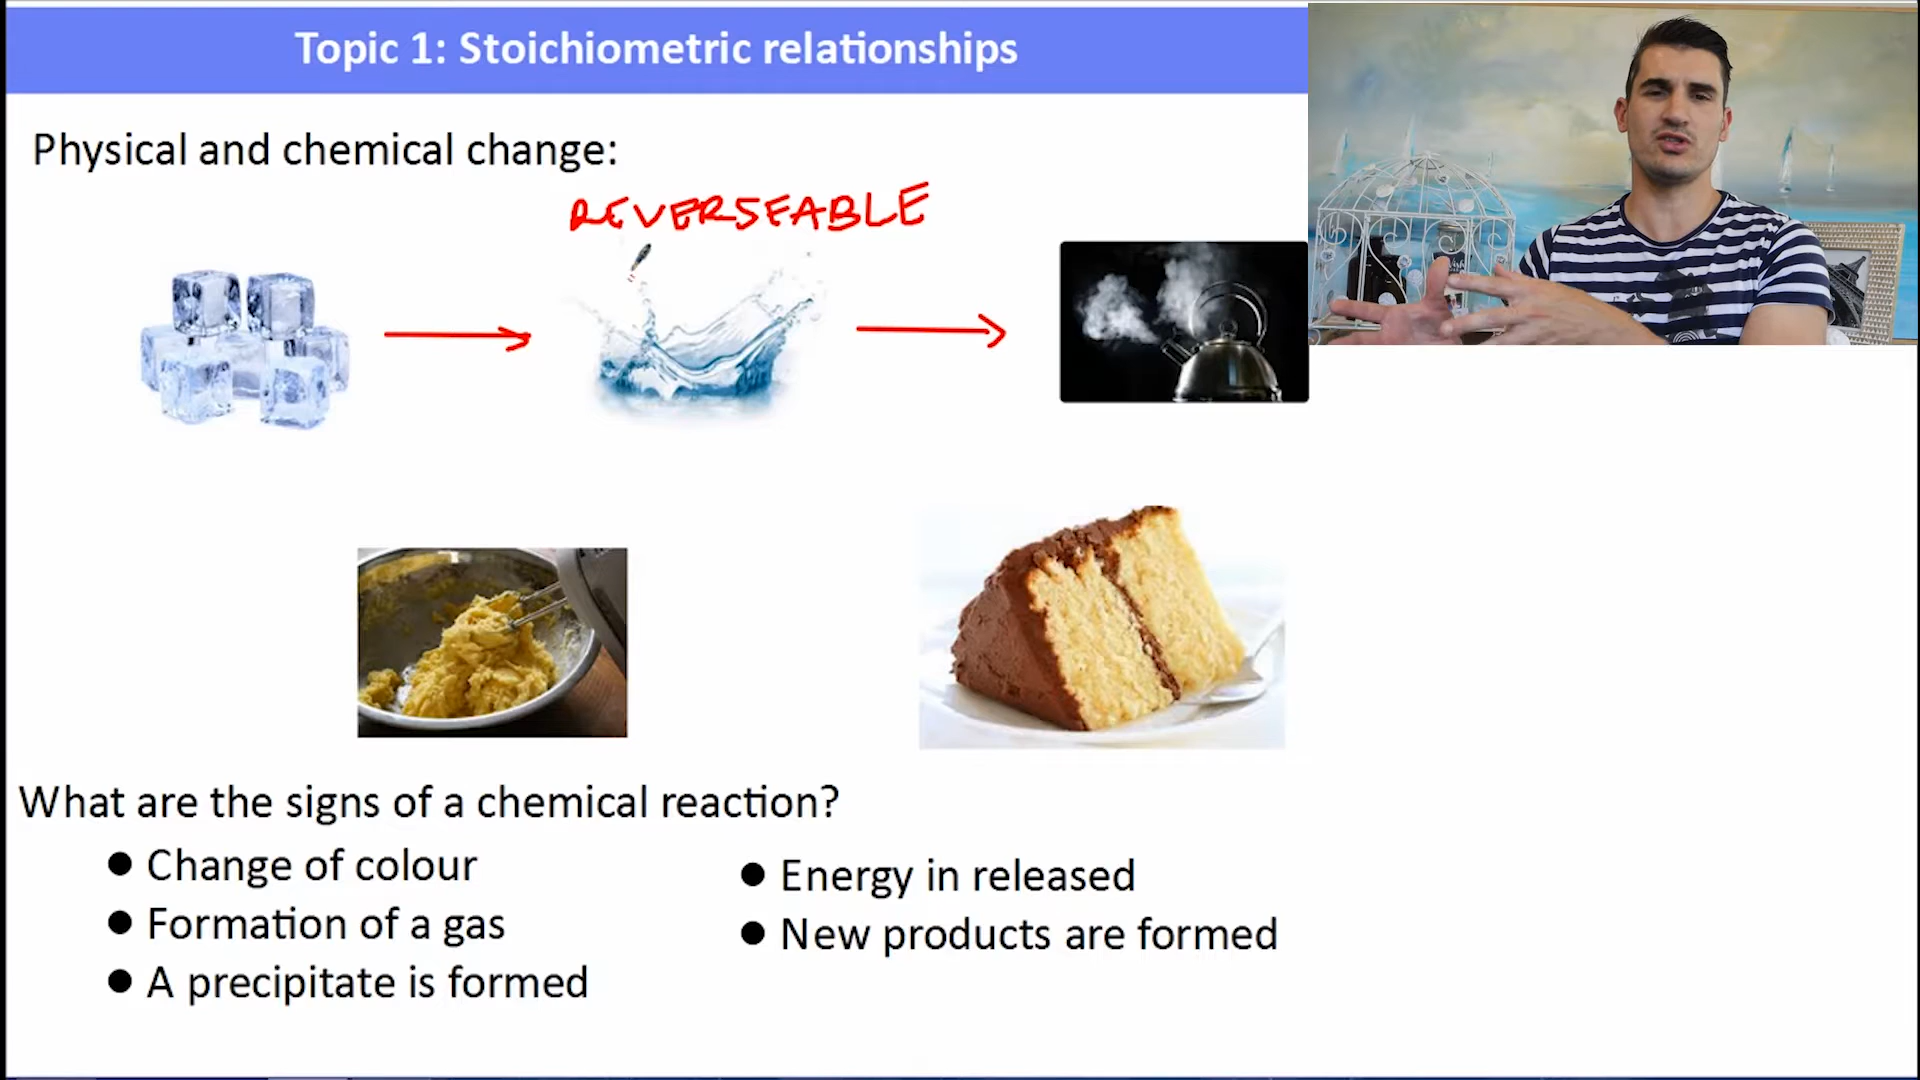 Topic 1: Stoichiometric relationships
Physical and chemical change:
REVERSEABLE
What are the signs of a chemical reaction?
● Change of colour
● Formation of a gas
● A precipitate is formed
● Energy in released
● New products are formed